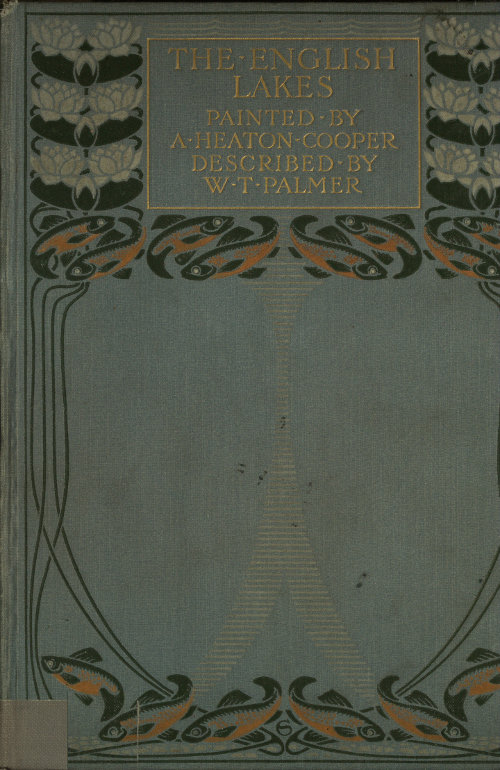 THE·ENGLISH
LAKES
PAINTED·BY
A·HEATON·COOPER
DESCRIBED·BY
W·T·PALMER